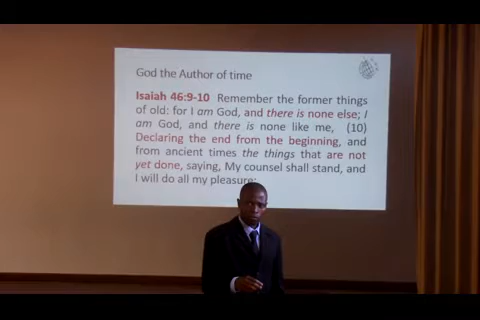 God the Author of time
Isaiah 46:9-10 Remember the former things
of old: for I am God, and there is none else; I
am God, and there is none like me, (10)
Declaring the end from the beginning, and
from ancient times the things that are not
yet done, saying, My counsel shall stand, and
I will do all my pleasure: